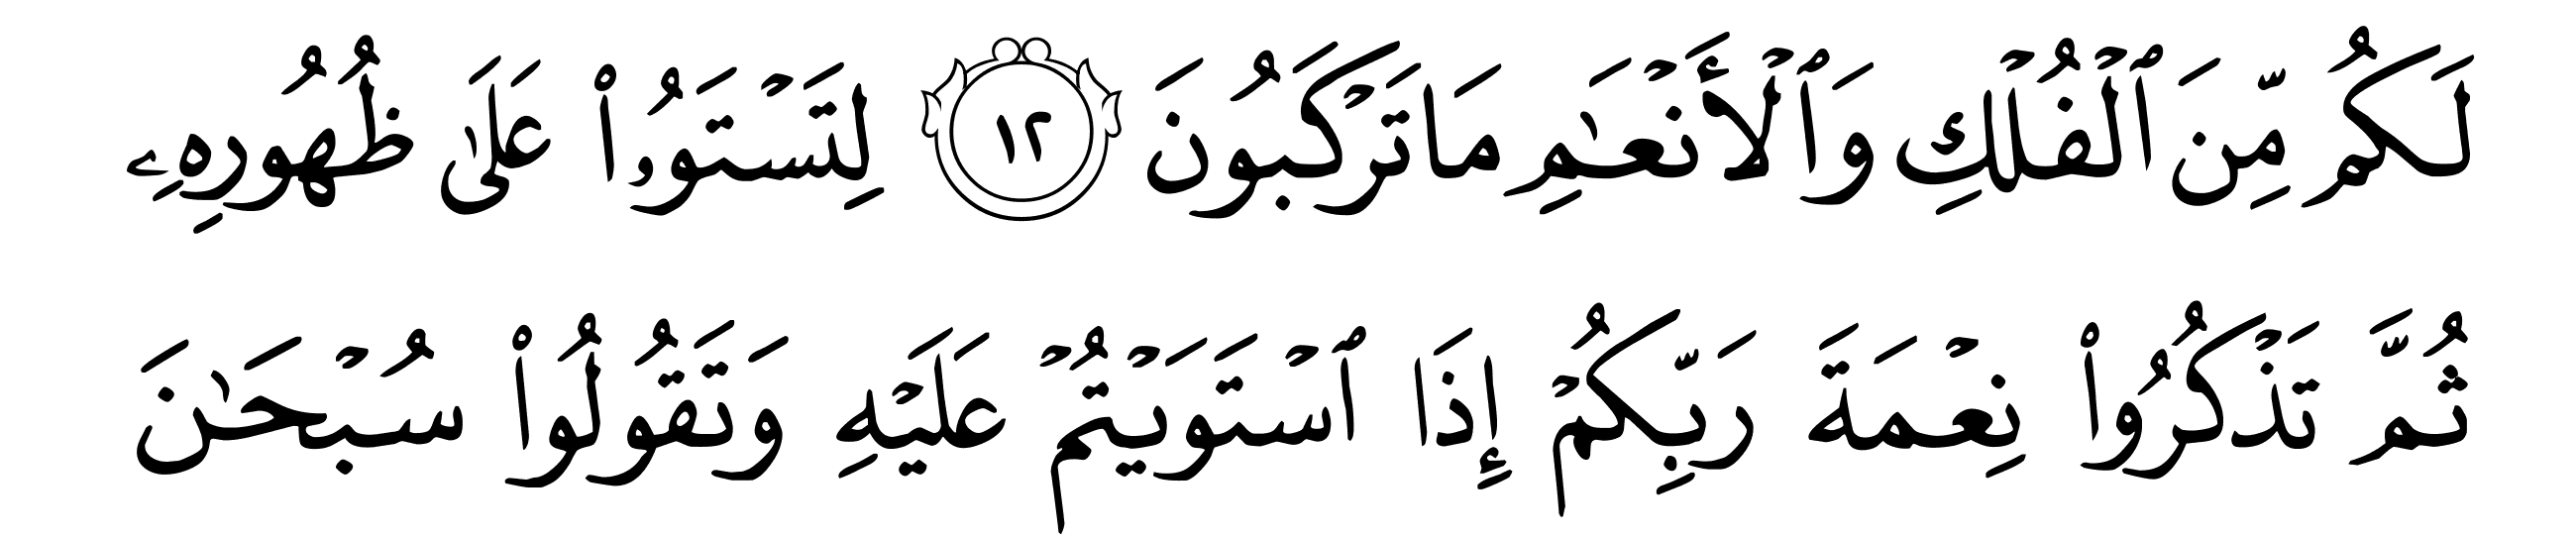 لَكُم مِّنَ ٱلْفُلْكِ وَٱلْأَنْعَـٰمِ مَا تَرْكَبُونَ ١٢ لِتَسْتَوُۥا۟ عَلَىٰ ظُهُورِهِۦ
ثُمَّ تَذْكُرُوا۟ نِعْمَةَ رَبِّكُمْ إِذَا ٱسْتَوَيْتُمْ عَلَيْهِ وَتَقُولُوا۟ سُبْحَـٰنَ